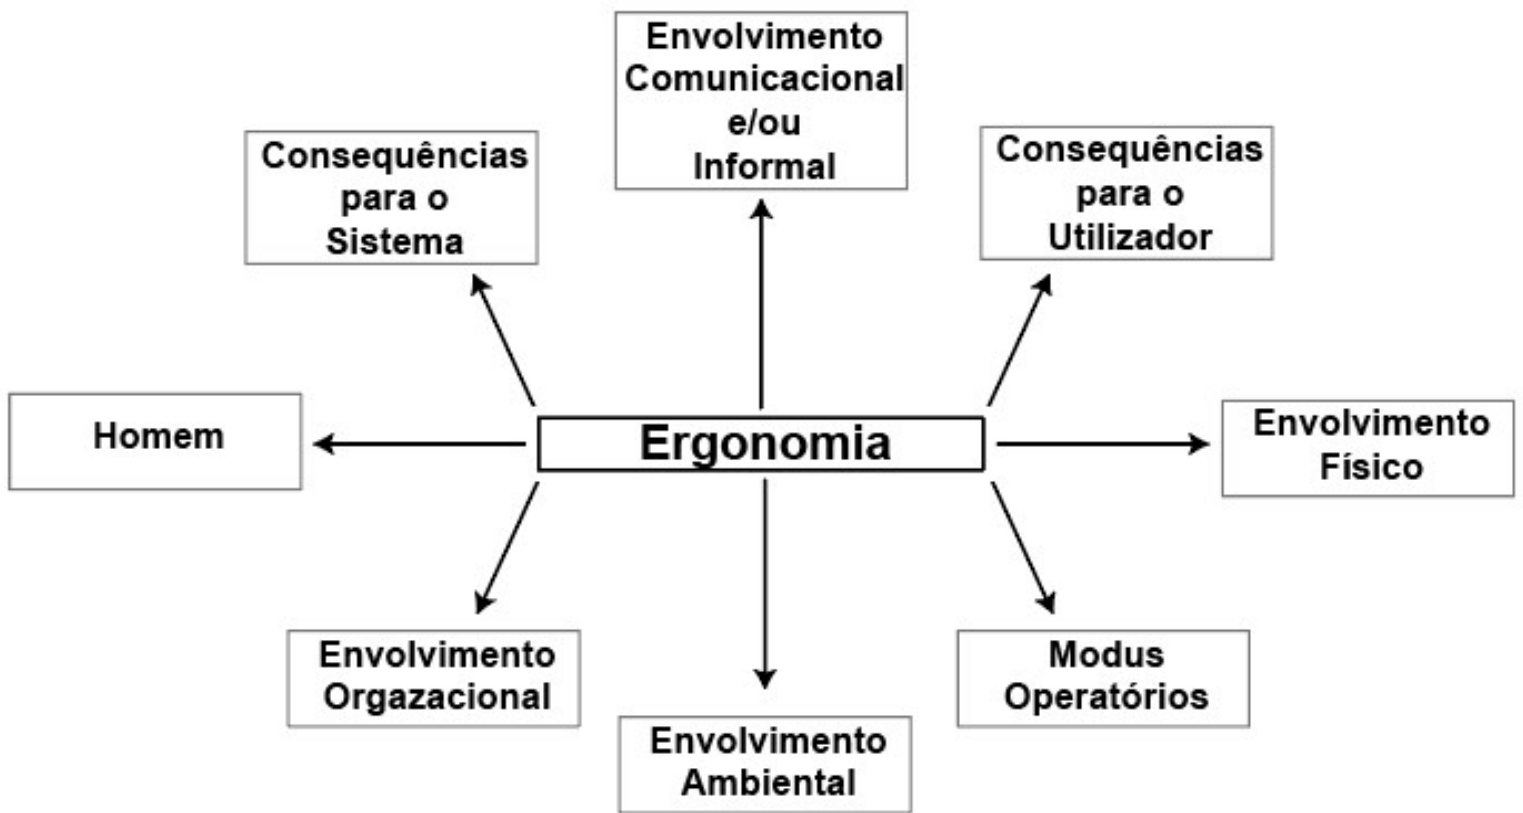 Envolvimento
Comunicacional
e/ou
Informal
Consequências
para o
Sistema
Consequências
para o
Utilizador
Homem
Ergonomia
Envolvimento
Físico
Envolvimento
Orgazacional
Modus
Operatórios
Envolvimento
Ambiental